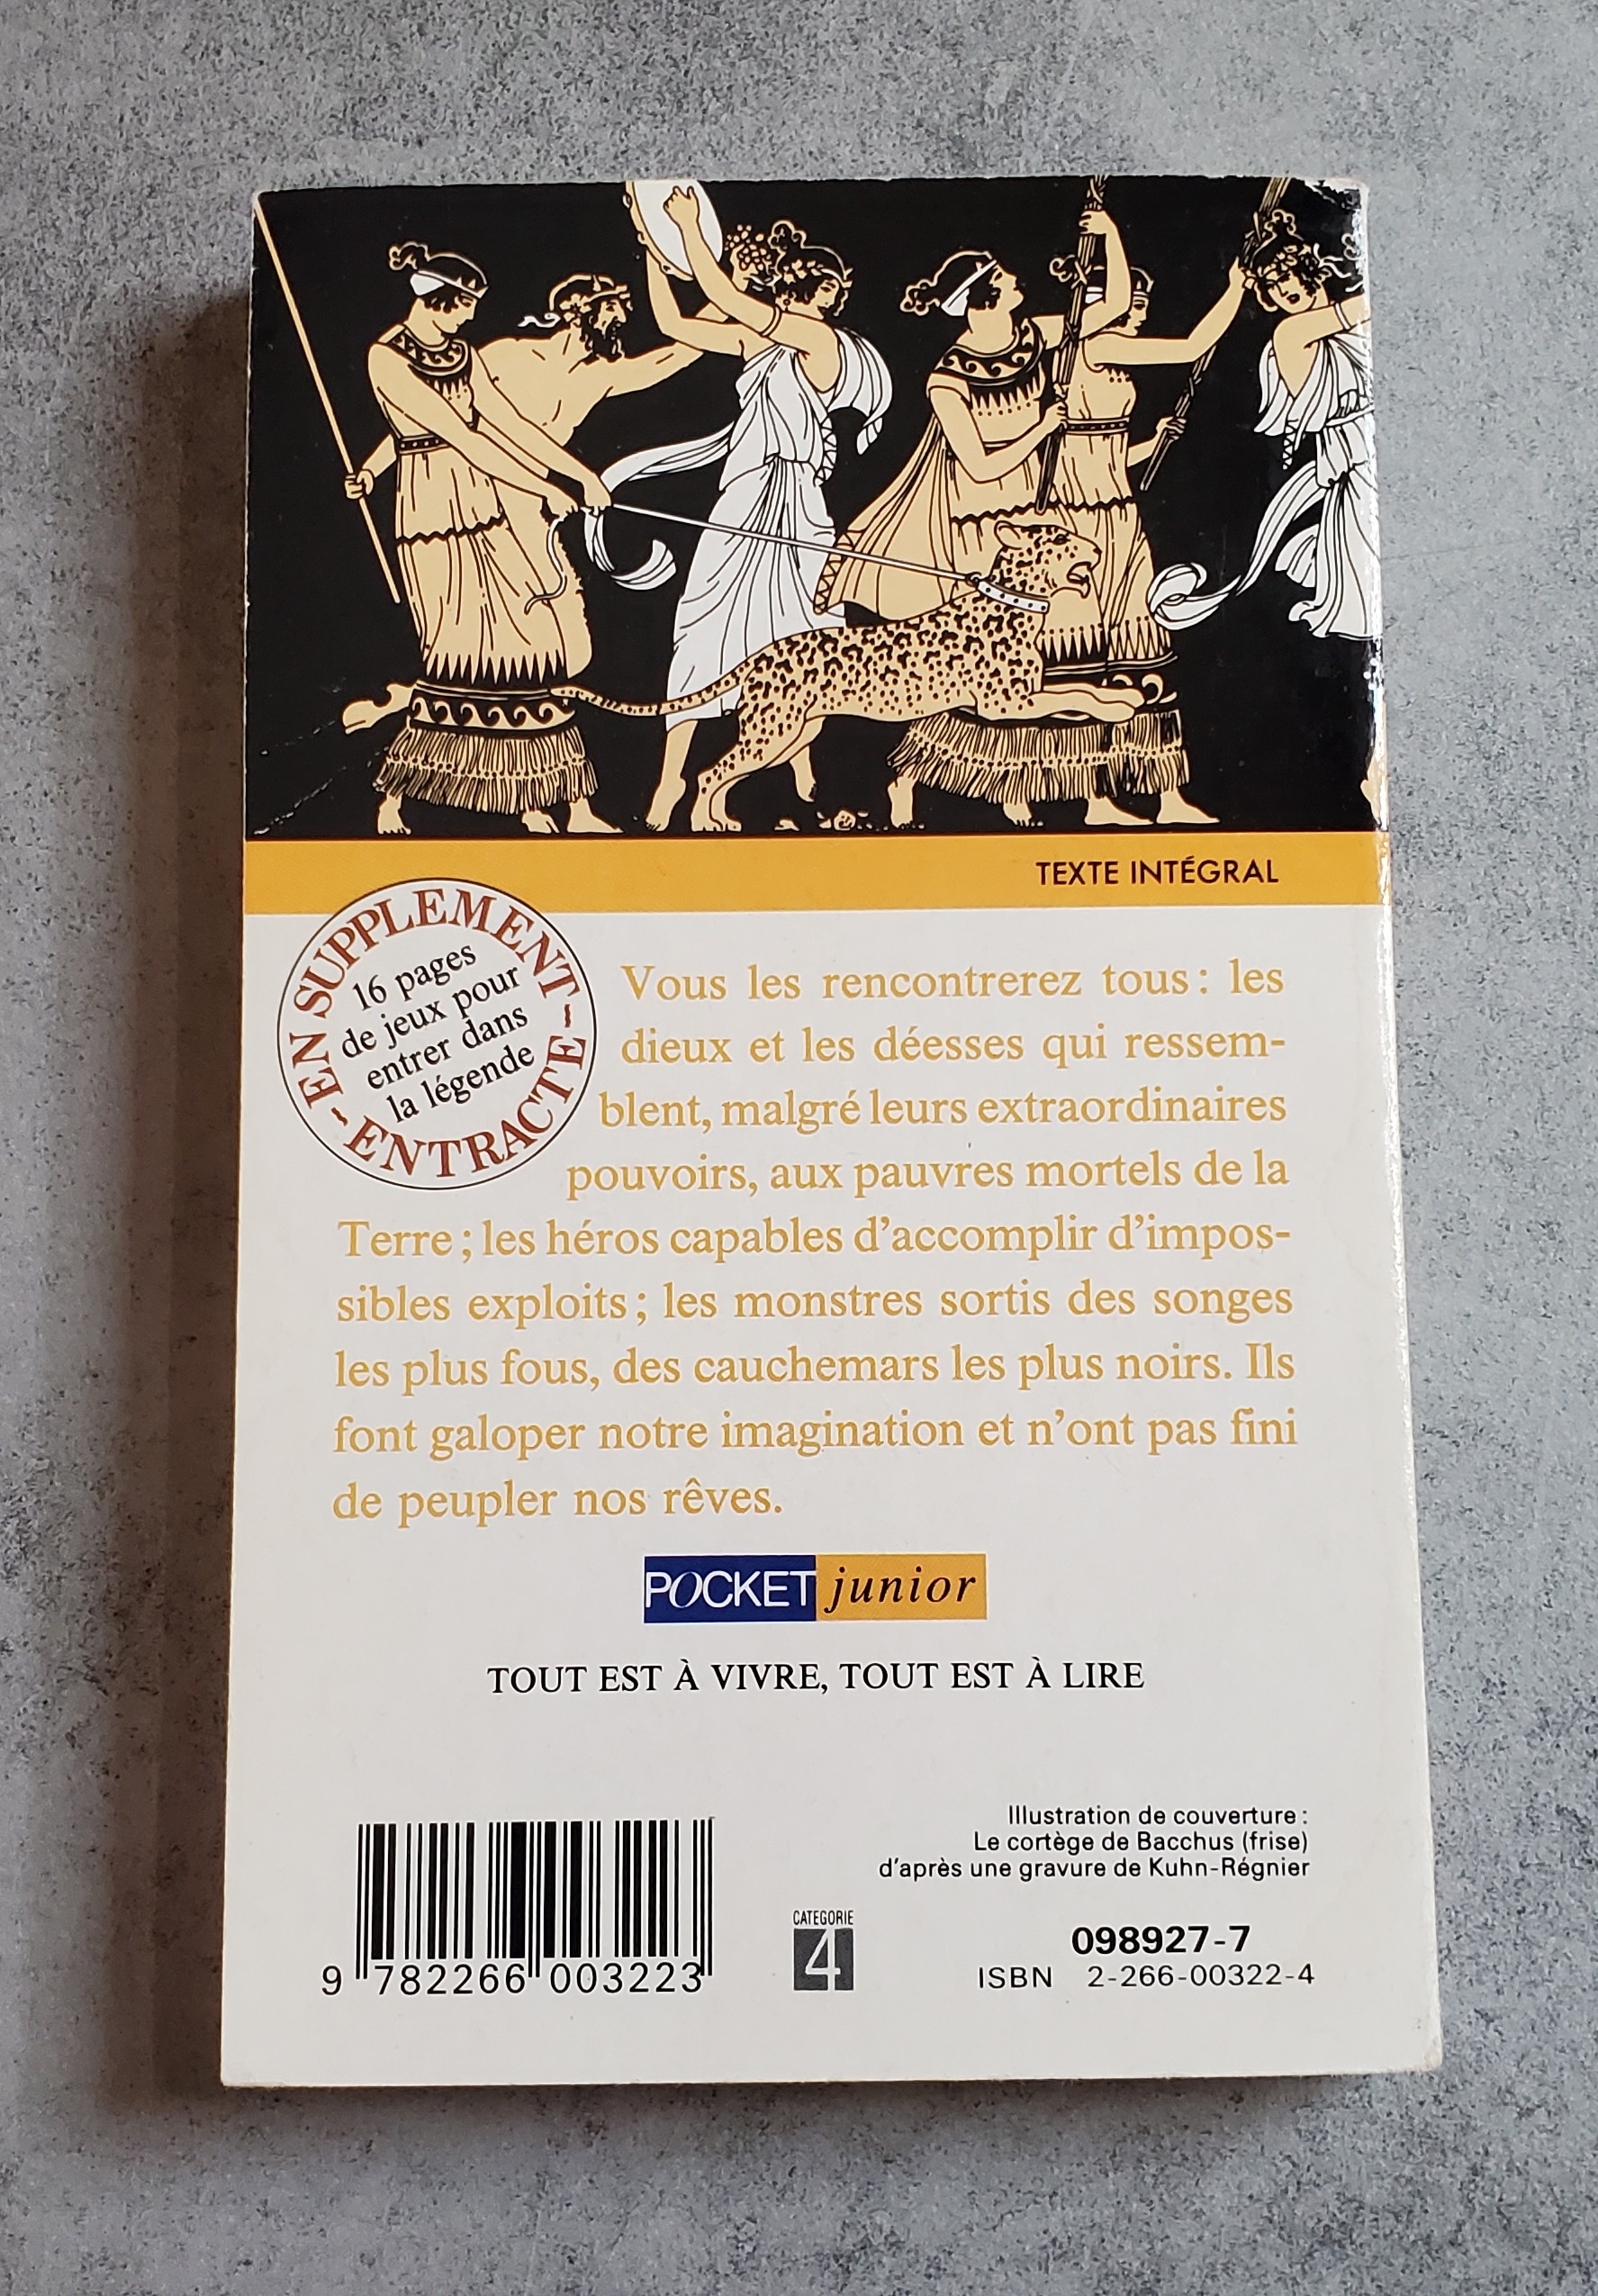 TEXTE INTÉGRAL
EN SUPPLEMENT
16 pages
de jeux pour
entrer dans
la légende
~ ENTRACTE ~
Vous les rencontrerez tous : les
dieux et les déesses qui ressem-
blent, malgré leurs extraordinaires
pouvoirs, aux pauvres mortels de la
Terre ; les héros capables d'accomplir d'impos-
sibles exploits ; les monstres sortis des songes
les plus fous, des cauchemars les plus noirs. Ils
font galoper notre imagination et n'ont pas fini
de peupler nos rêves.
POCKET junior
TOUT EST À VIVRE, TOUT EST À LIRE
Illustration de couverture :
Le cortège de Bacchus (frise)
d'après une gravure de Kuhn-Régnier
CATEGORIE
4
098927-7
ISBN 2-266-00322-4
9 782266 003223